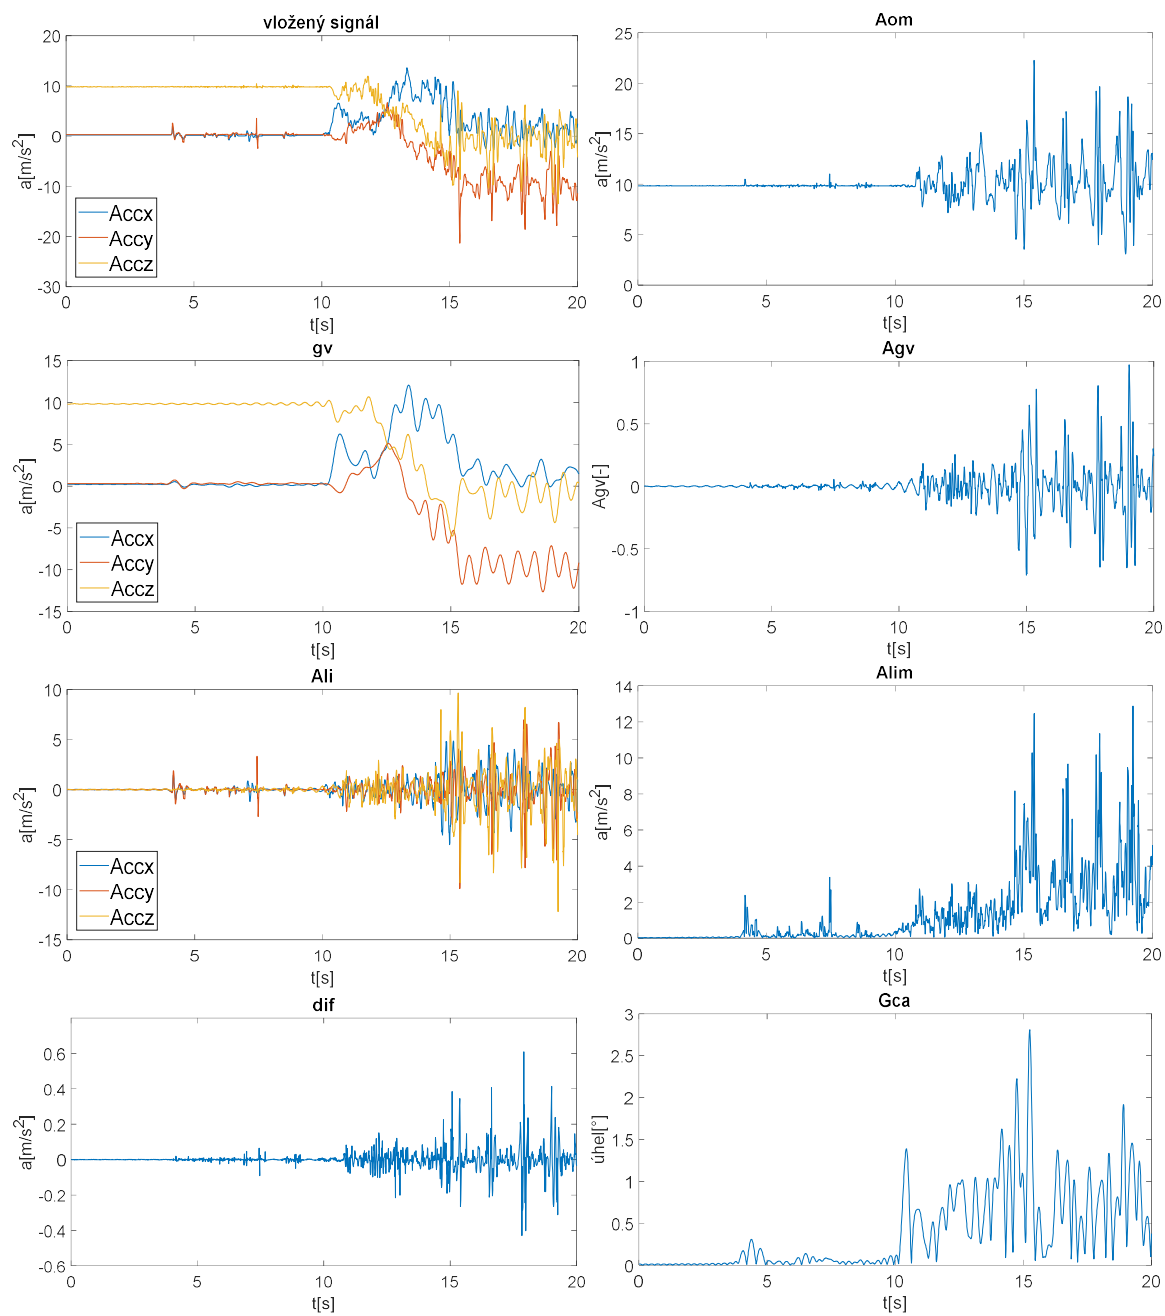 vložený signál
20
10
0
-10
-20
-30
a[m/s²]
Accx
Accy
Accz
0 5 10 15 20
t[s]
Aom
25
20
15
10
5
0
a[m/s²]
0 5 10 15 20
t[s]
gv
15
10
5
0
-5
-10
-15
a[m/s²]
Accx
Accy
Accz
0 5 10 15 20
t[s]
Agv
1
0.5
0
-0.5
-1
Agv[-]
0 5 10 15 20
t[s]
Ali
10
5
0
-5
-10
-15
a[m/s²]
Accx
Accy
Accz
0 5 10 15 20
t[s]
Alim
14
12
10
8
6
4
2
0
a[m/s²]
0 5 10 15 20
t[s]
dif
0.6
0.4
0.2
0
-0.2
-0.4
-0.6
a[m/s²]
0 5 10 15 20
t[s]
Gca
3
2.5
2
1.5
1
0.5
0
úhel[°]
0 5 10 15 20
t[s]